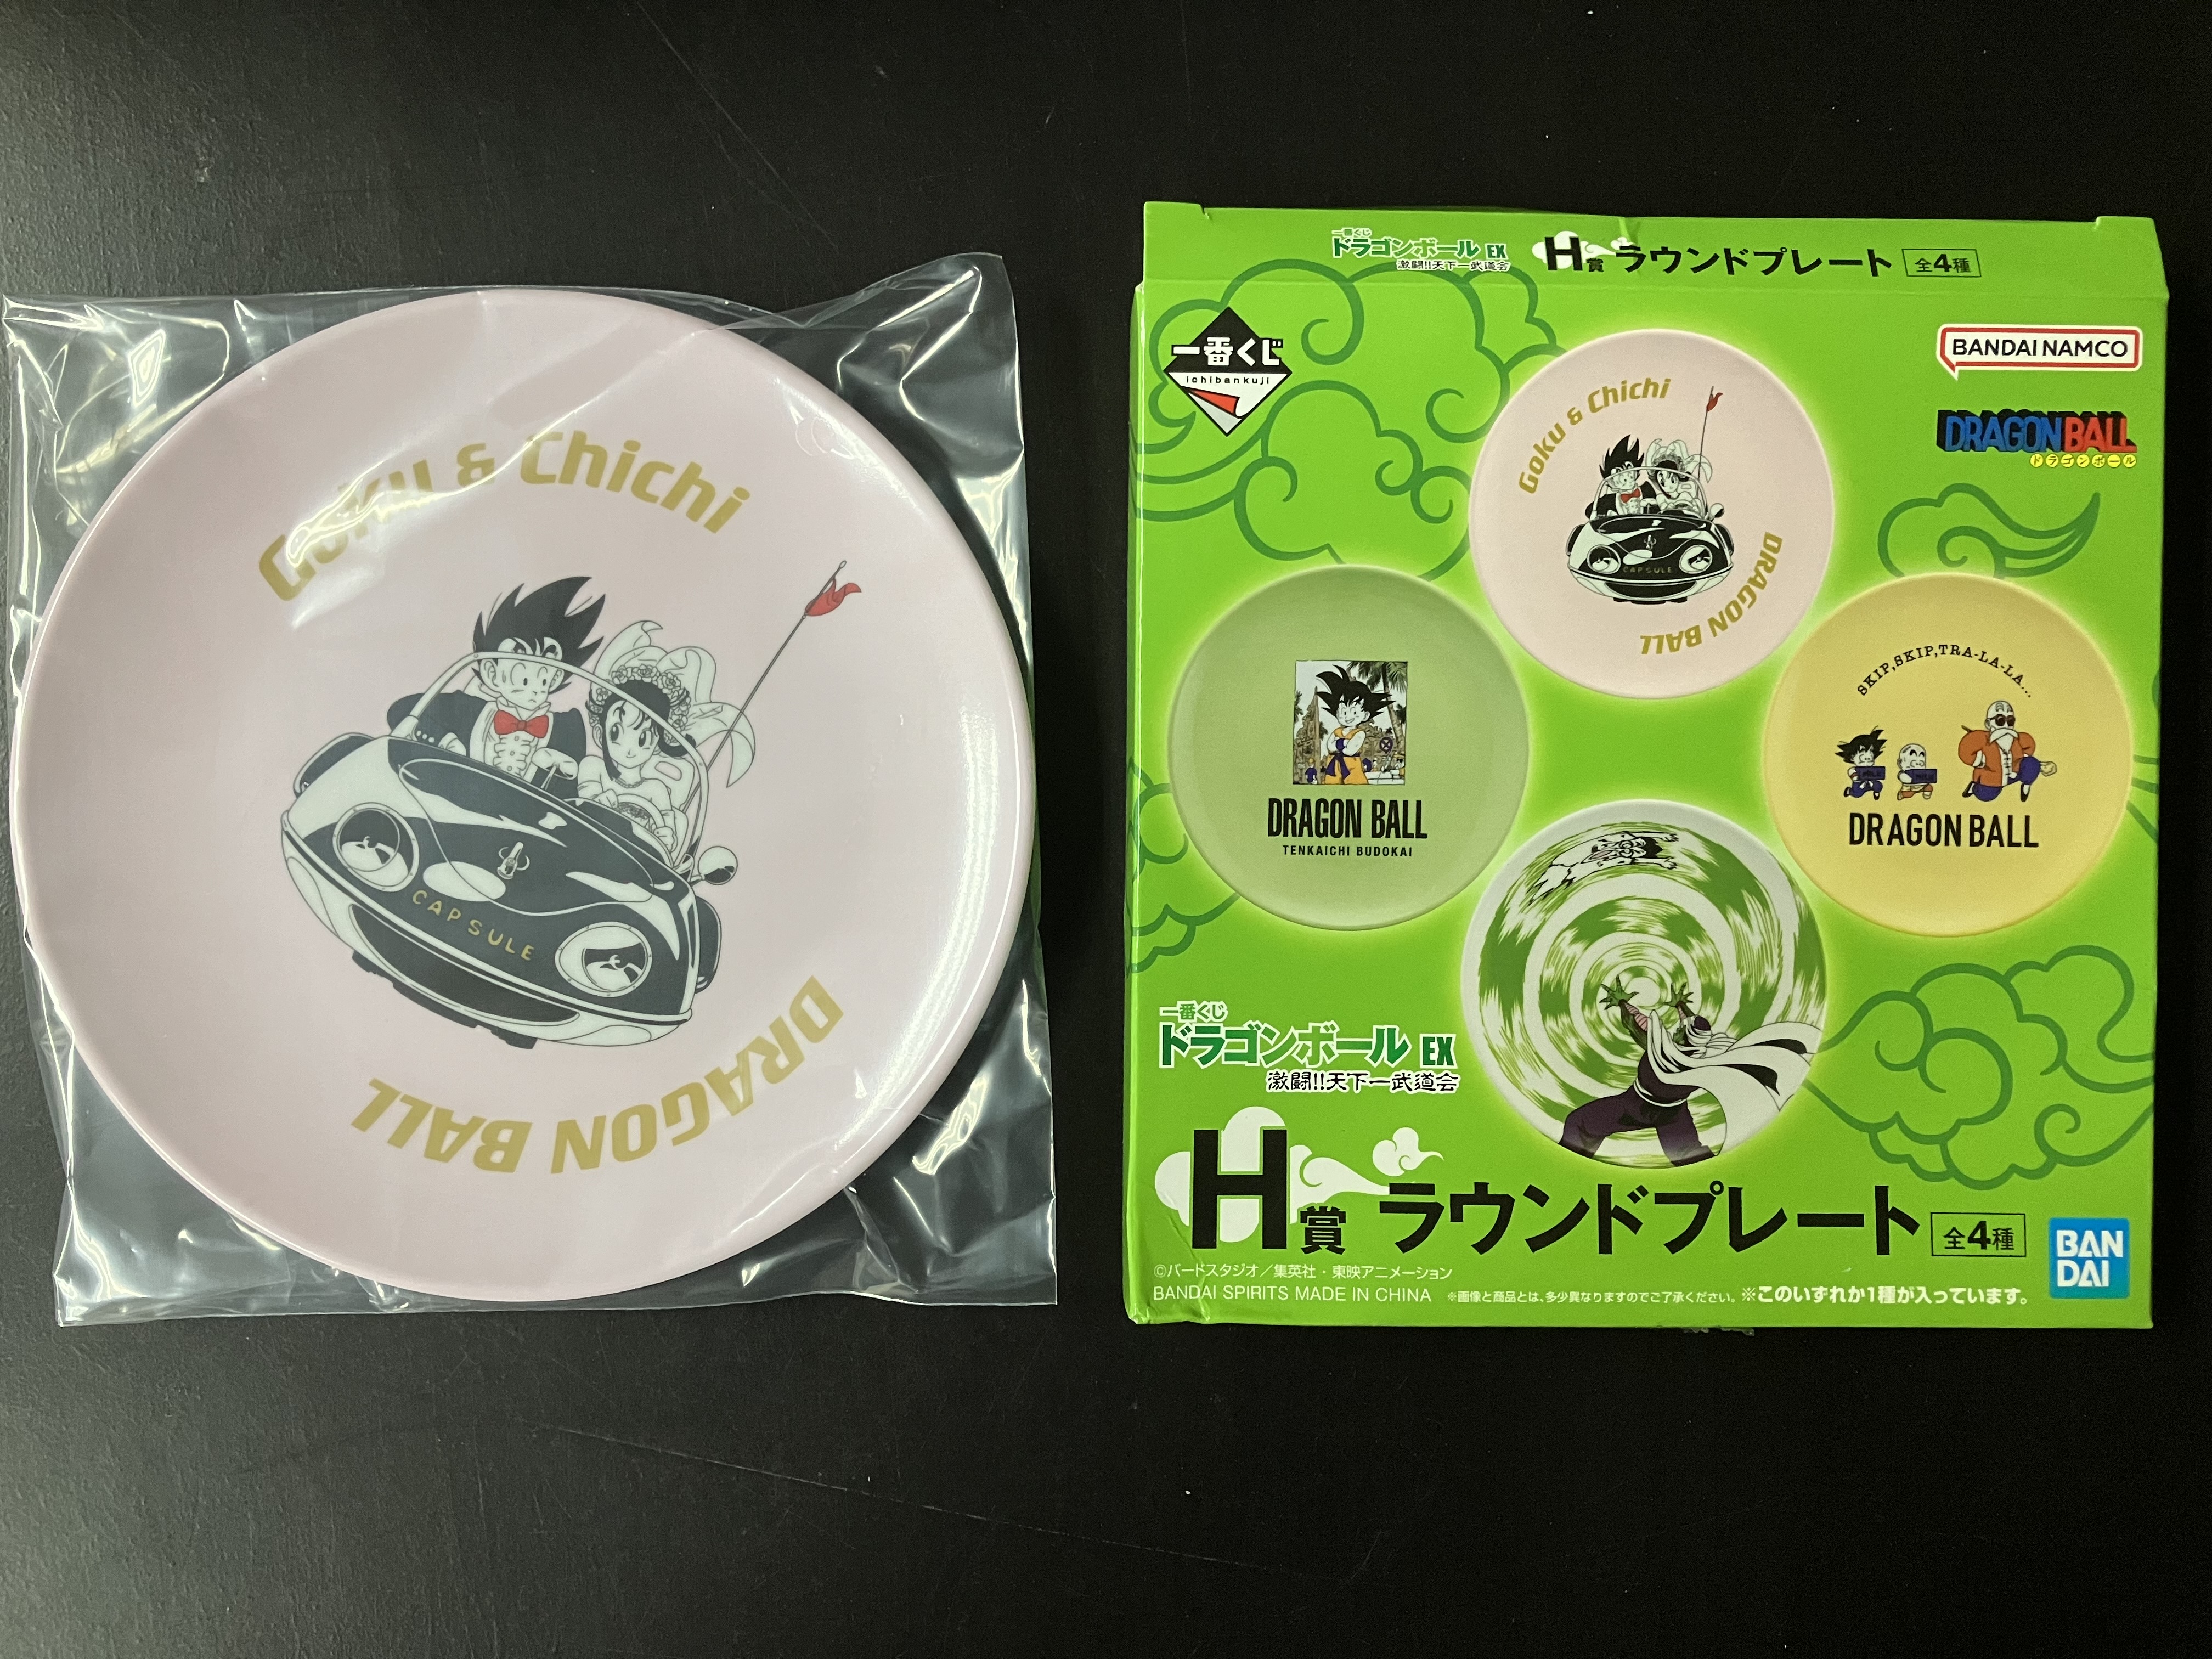 Goku & Chichi
CAPSULE
DRAGON BALL
一番くじ
ドラゴンボール EX
激闘!!天下一武道会
H賞 ラウンドプレート 全4種
一番くじ
ichibankuji
BANDAI NAMCO
DRAGON BALL
ドラゴンボール
Goku & Chichi
CAPSULE
DRAGON BALL
DRAGON BALL
TENKAICHI BUDOKAI
SKIP,SKIP,TRA-LA-LA...
DRAGON BALL
一番くじ
ドラゴンボール EX
激闘!!天下一武道会
H賞 ラウンドプレート 全4種
BAN
DAI
©バードスタジオ/集英社・東映アニメーション
BANDAI SPIRITS MADE IN CHINA ※画像と商品とは、多少異なりますのでご了承ください。※このいずれか1種が入っています。